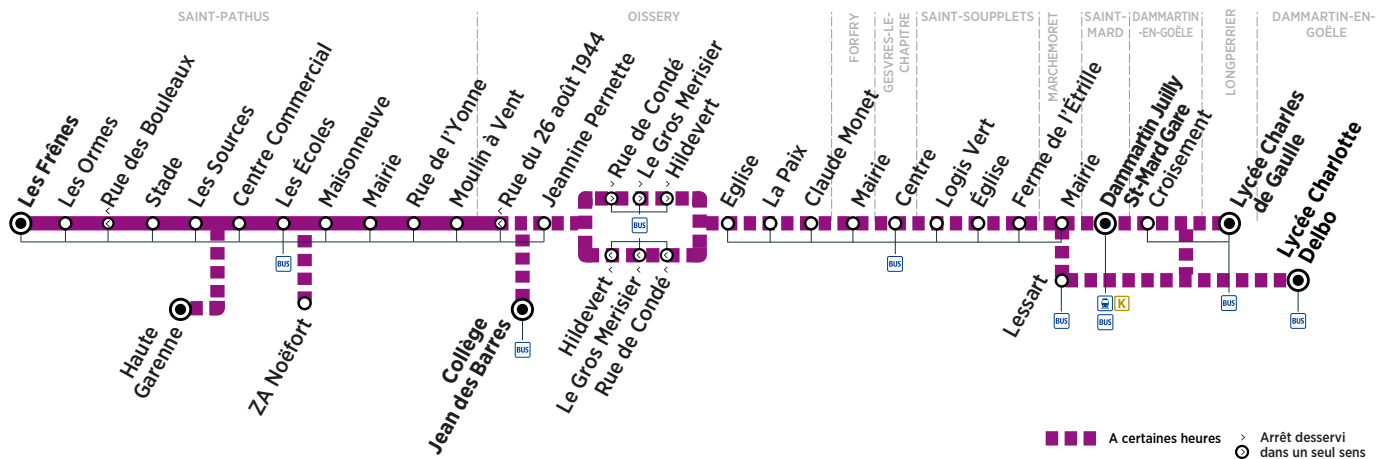 SAINT-PATHUS
OISSERY
FORFRY
GESVRES-LE-
CHAPITRE
SAINT-SOUPPLETS
MARCHEMORET
SAINT-
MARD
DAMMARTIN
-EN-GOËLE
LONGPERRIER
DAMMARTIN-EN-
GOËLE
Les Frênes
Les Ormes
Rue des Bouleaux
Stade
Les Sources
Centre Commercial
Les Écoles
Maisonneuve
Mairie
Rue de l'Yonne
Moulin à Vent
Rue du 26 août 1944
Jeannine Pernette
Rue de Condé
Le Gros Merisier
Hildevert
Eglise
La Paix
Claude Monet
Mairie
Centre
Logis Vert
Église
Ferme de l'Étrille
Mairie
Dammartin Juilly
St-Mard Gare
Croisement
Lycée Charles
de Gaulle
Lycée Charlotte
Delbo
BUS
BUS
Haute
Garenne
ZA Noëfort
Collège
Jean des Barres
BUS
Hildevert
Le Gros Merisier
Rue de Condé
BUS
Lessart
BUS
K
BUS
BUS
BUS
A certaines heures
Arrêt desservi
dans un seul sens